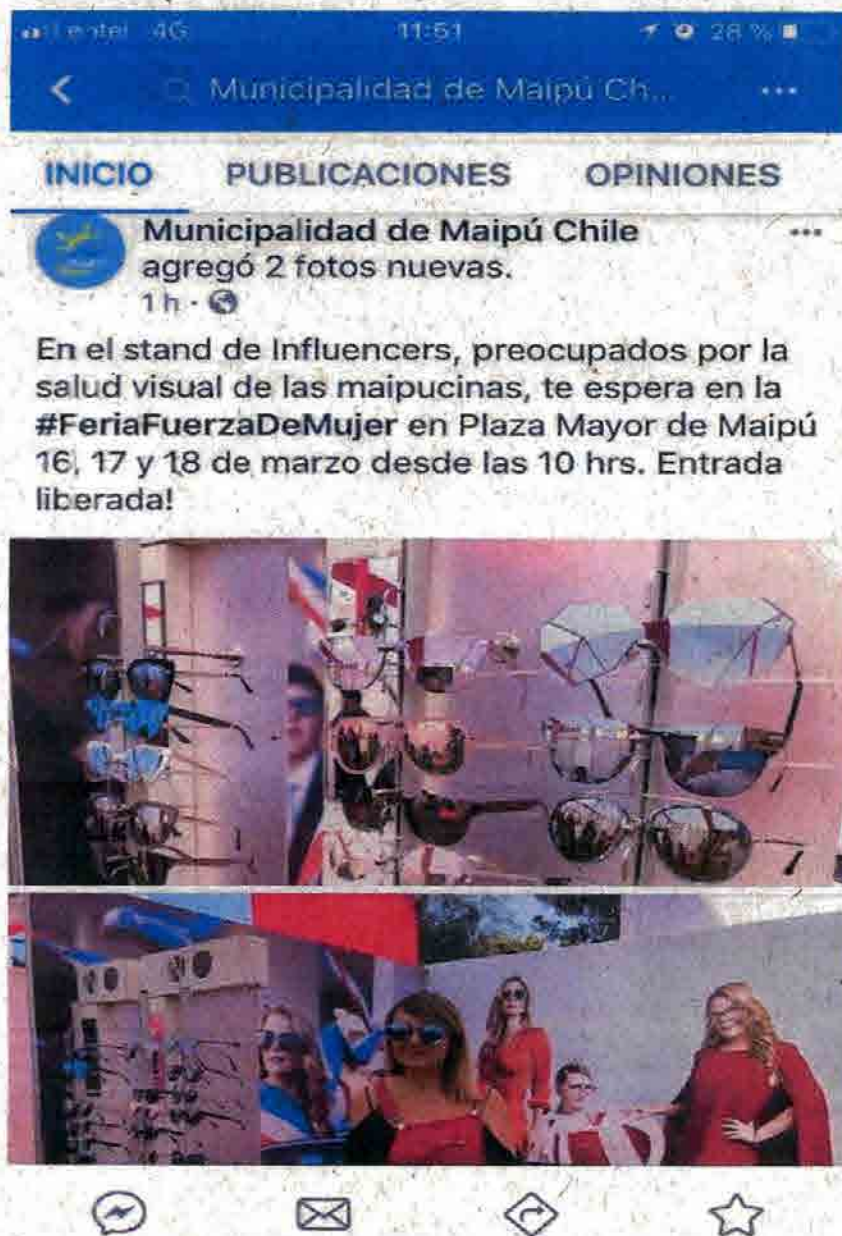 entel 4G 11:51 28 %
Municipalidad de Maipú Ch...
INICIO PUBLICACIONES OPINIONES
Municipalidad de Maipú Chile
agregó 2 fotos nuevas.
1 h ·
En el stand de Influencers, preocupados por la
salud visual de las maipucinas, te espera en la
#FeriaFuerzaDeMujer en Plaza Mayor de Maipú
16, 17 y 18 de marzo desde las 10 hrs. Entrada
liberada!